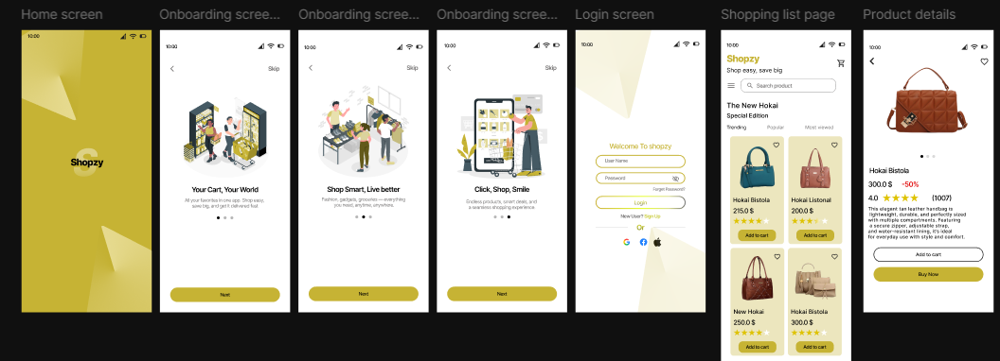 Home screen
Onboarding scree...
Onboarding scree...
Onboarding scree...
Login screen
Shopping list page
Product details
10:00
Shopzy
10:00
Skip
Your Cart, Your World
All your favorites in one app. Shop easy,
save big, and get it delivered fast
Next
10:00
Skip
Shop Smart, Live better
Fashion, gadgets, groceries —everything
you need, anytime, anywhere.
Next
10:00
Skip
Click, Shop, Smile
Endless products, smart deals, and
a seamless shopping experience
Next
10:00
Welcome To shopzy
User Name
Password
Forget Password?
Login
New User? Sign Up
Or
10:00
Shopzy
Shop easy, save big
Search product
The New Hokai
Special Edition
Trending
Popular
Most viewed
Hokai Bistola
215.0 $
Add to cart
Hokai Listonal
200.0 $
Add to cart
New Hokai
250.0 $
Add to cart
Hokai Bistola
300.0 $
Add to cart
10:00
Hokai Bistola
300.0 $ -50%
4.0 (1007)
This elegant tan leather handbag is
lightweight, durable, and perfectly sized
with multiple compartments. Featuring
a secure zipper, adjustable strap,
and water-resistant lining, it's ideal
for everyday use with style and comfort.
Add to cart
Buy Now